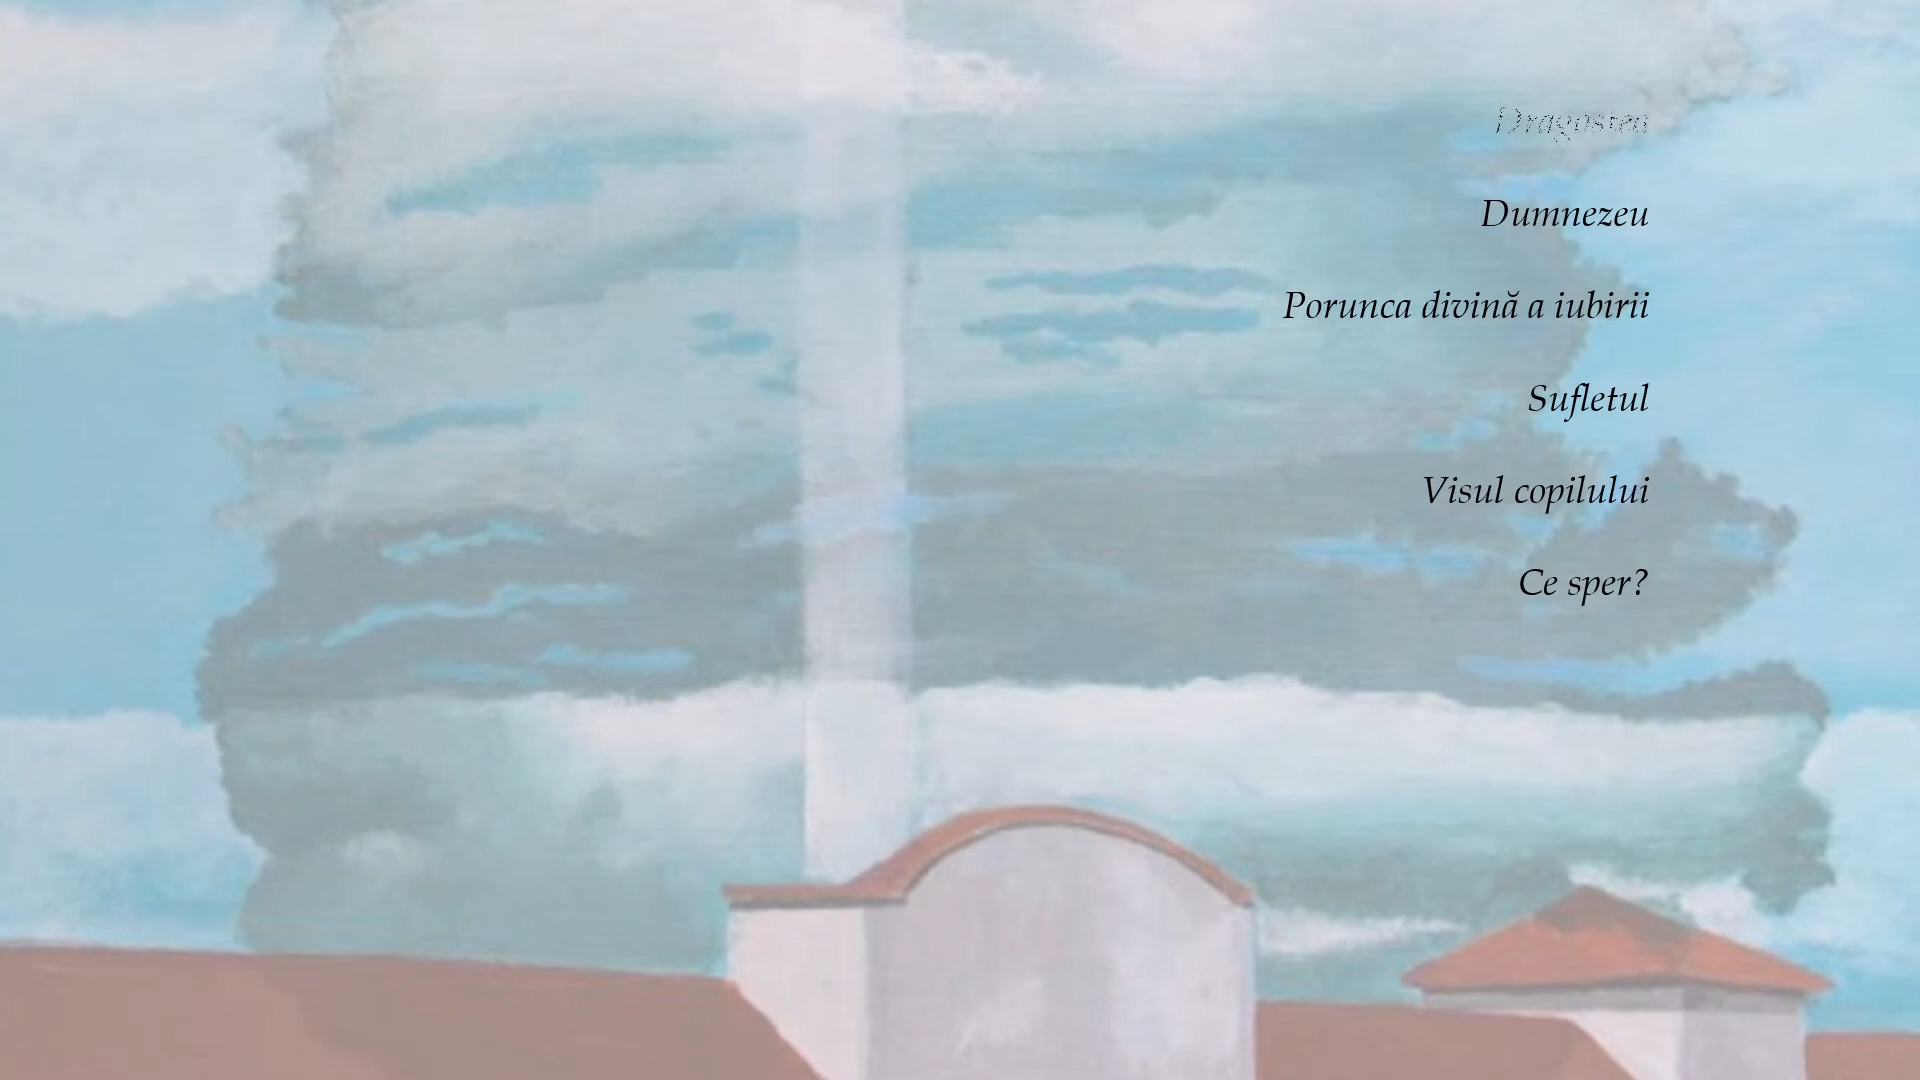 Dragostea
Dumnezeu
Porunca divină a iubirii
Sufletul
Visul copilului
Ce sper?